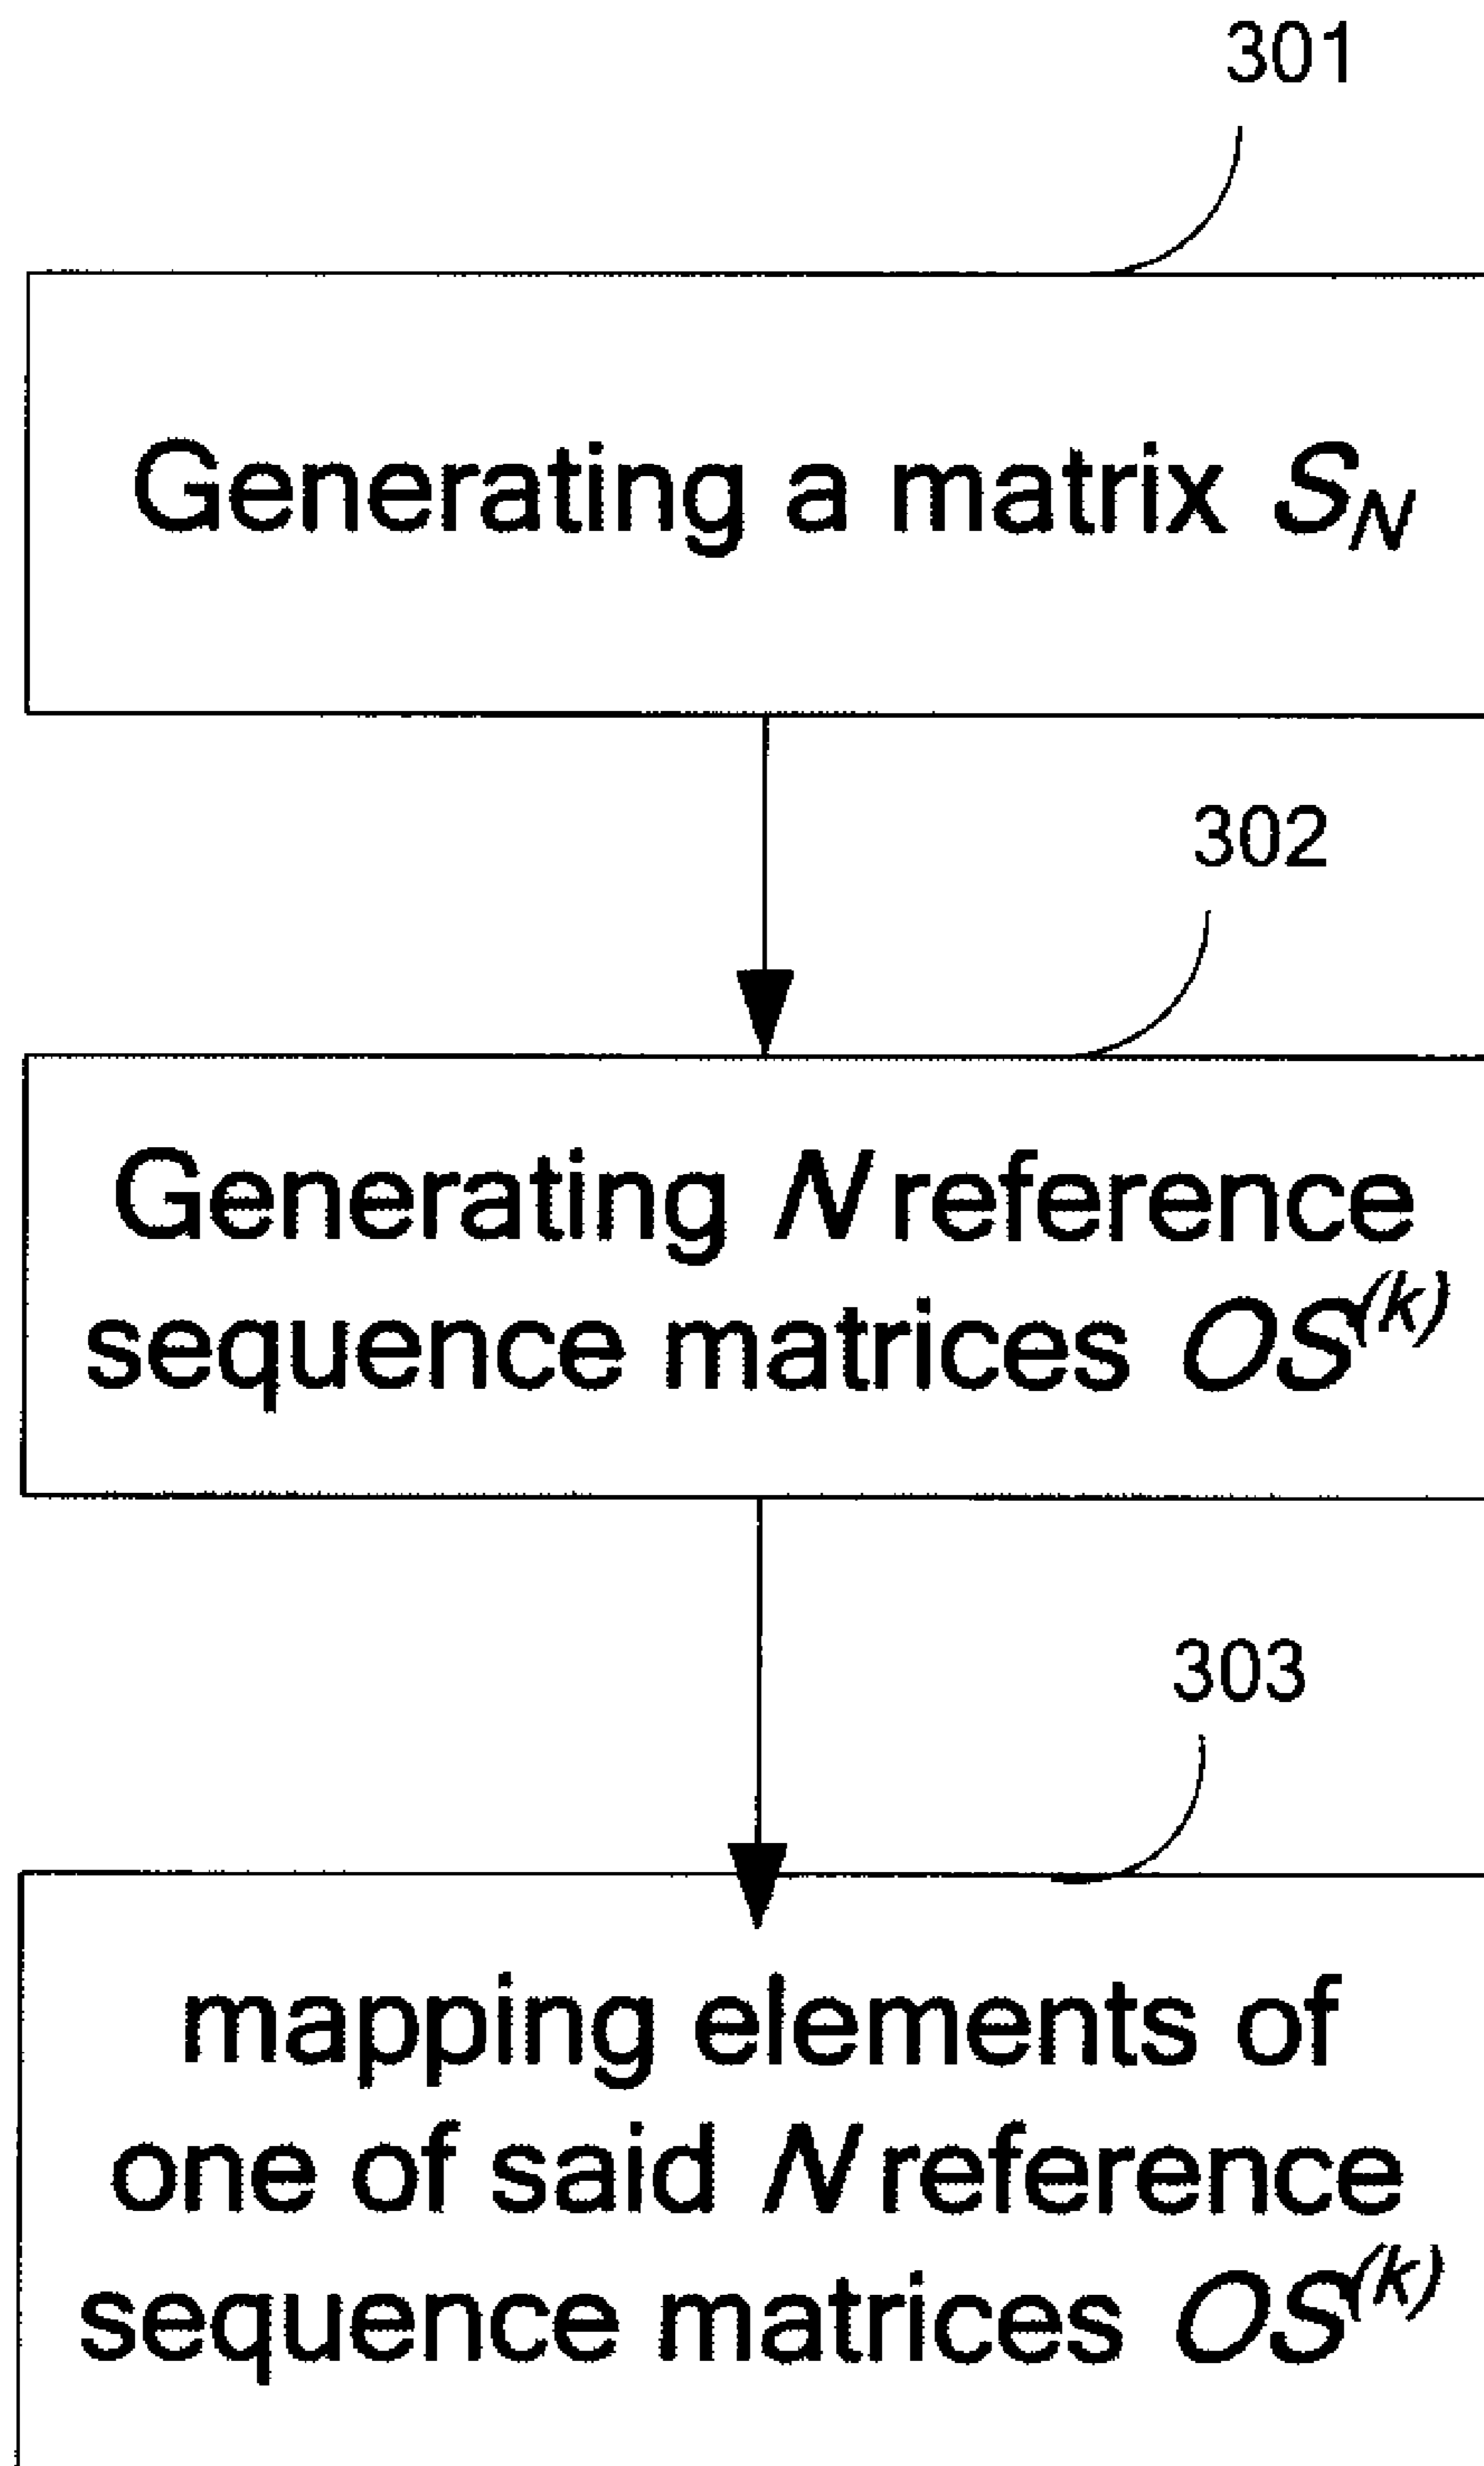 301
Generating a matrix S_N
302
Generating N reference
sequence matrices OS^(k)
303
mapping elements of
one of said N reference
sequence matrices OS^(k)